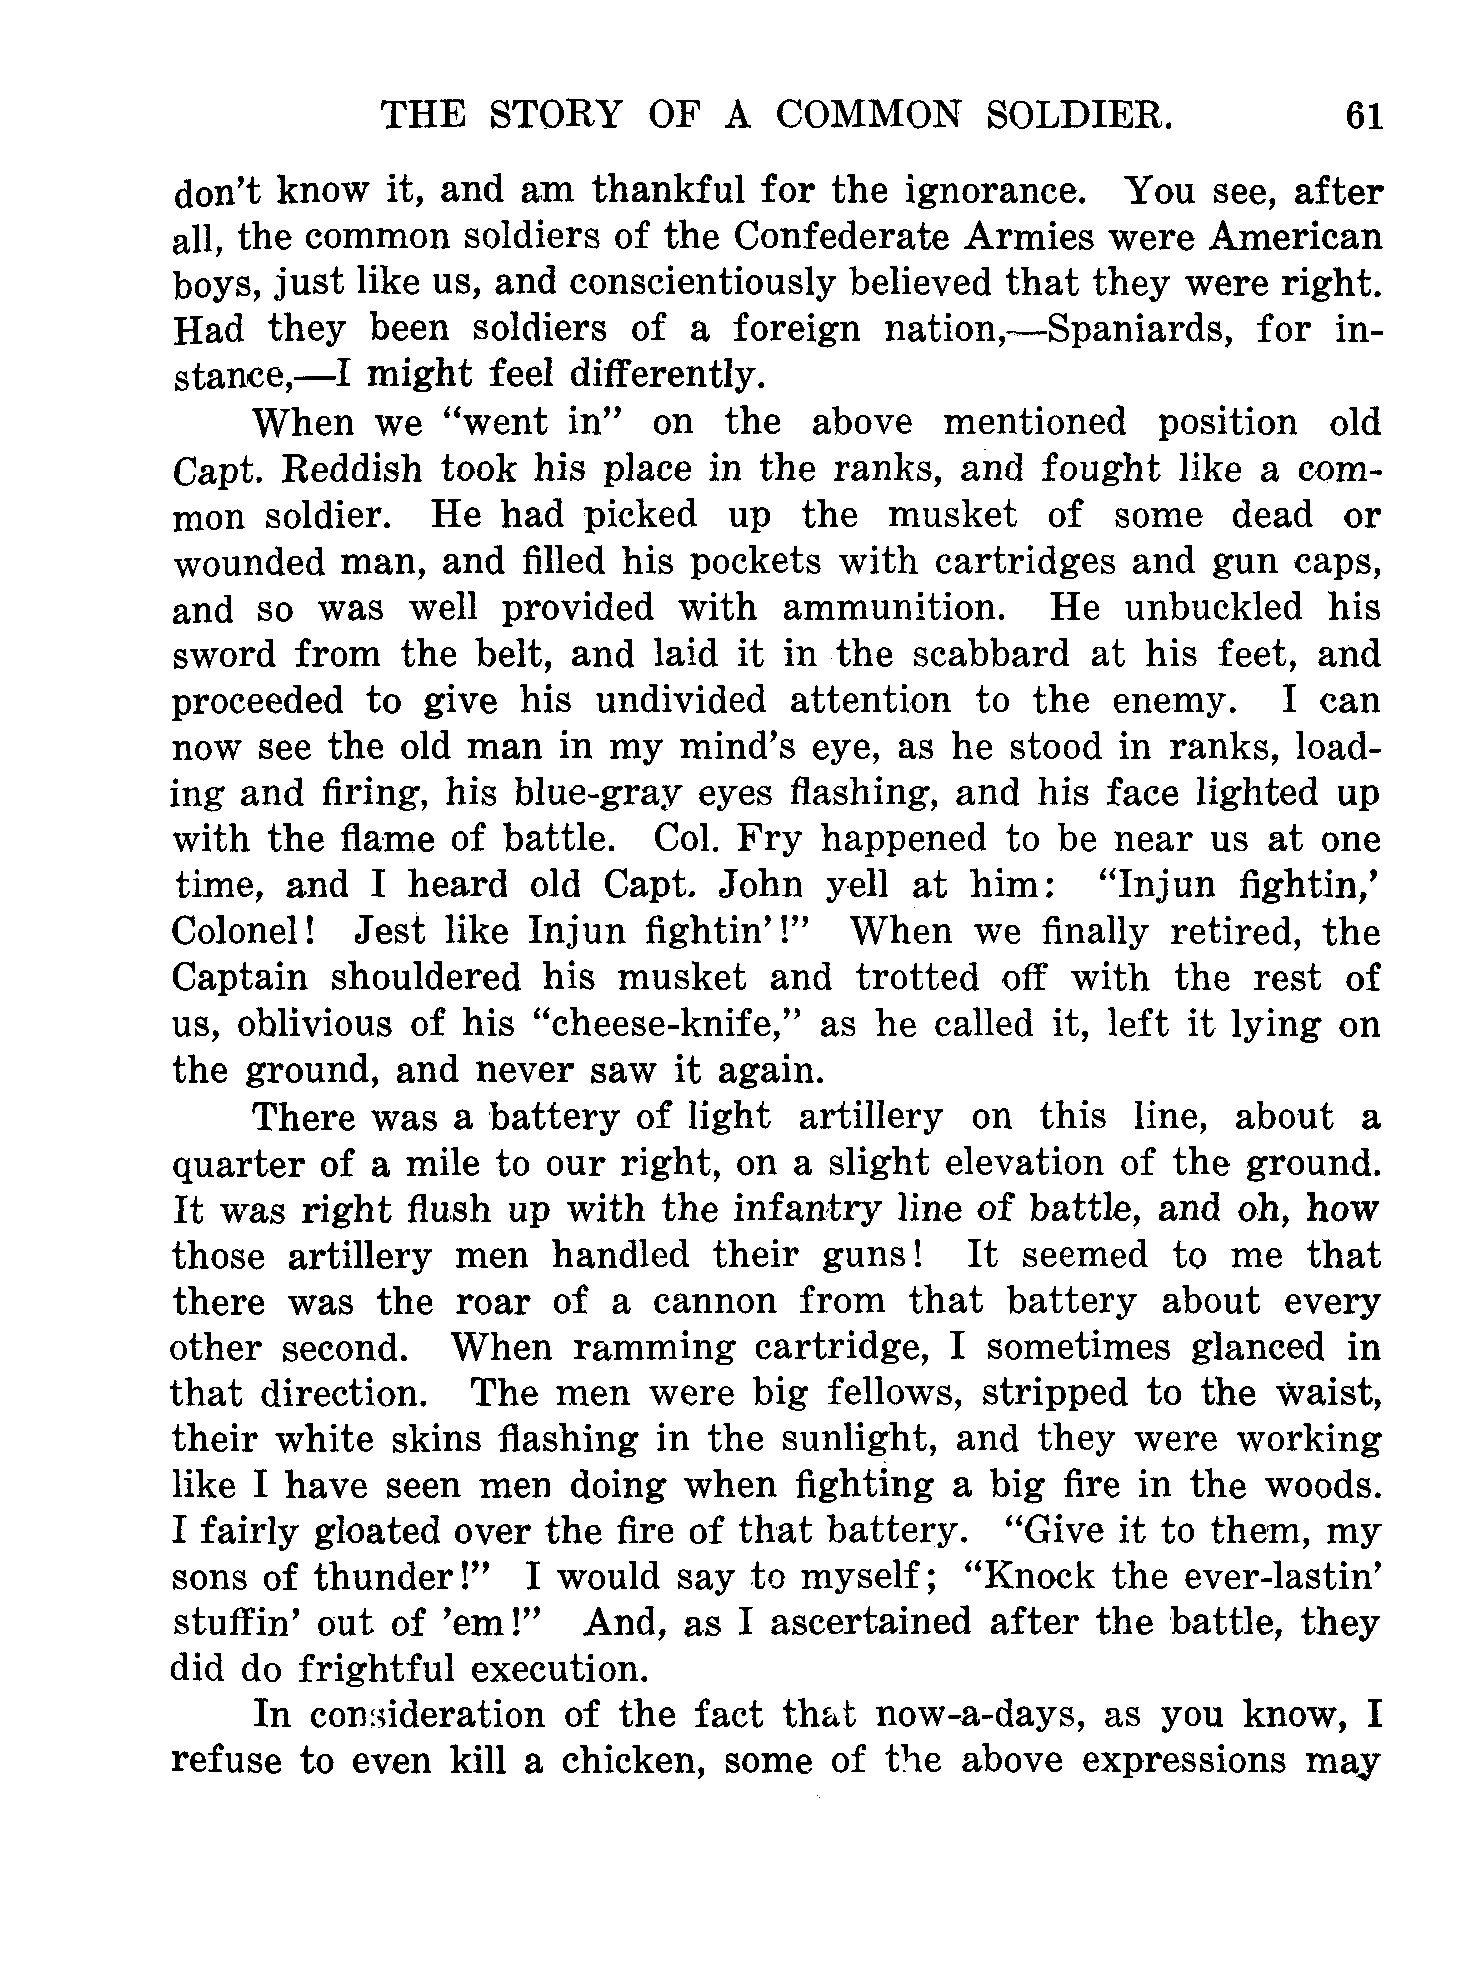 THE STORY OF A COMMON SOLDIER. 61
don't know it, and am thankful for the ignorance. You see, after
all, the common soldiers of the Confederate Armies were American
boys, just like us, and conscientiously believed that they were right.
Had they been soldiers of a foreign nation,—Spaniards, for in-
stance,—I might feel differently.
When we “went in” on the above mentioned position old
Capt. Reddish took his place in the ranks, and fought like a com-
mon soldier. He had picked up the musket of some dead or
wounded man, and filled his pockets with cartridges and gun caps,
and so was well provided with ammunition. He unbuckled his
sword from the belt, and laid it in the scabbard at his feet, and
proceeded to give his undivided attention to the enemy. I can
now see the old man in my mind's eye, as he stood in ranks, load-
ing and firing, his blue-gray eyes flashing, and his face lighted up
with the flame of battle. Col. Fry happened to be near us at one
time, and I heard old Capt. John yell at him: “Injun fightin,’
Colonel! Jest like Injun fightin’!” When we finally retired, the
Captain shouldered his musket and trotted off with the rest of
us, oblivious of his “cheese-knife,” as he called it, left it lying on
the ground, and never saw it again.
There was a battery of light artillery on this line, about a
quarter of a mile to our right, on a slight elevation of the ground.
It was right flush up with the infantry line of battle, and oh, how
those artillery men handled their guns! It seemed to me that
there was the roar of a cannon from that battery about every
other second. When ramming cartridge, I sometimes glanced in
that direction. The men were big fellows, stripped to the waist,
their white skins flashing in the sunlight, and they were working
like I have seen men doing when fighting a big fire in the woods.
I fairly gloated over the fire of that battery. “Give it to them, my
sons of thunder!” I would say to myself; “Knock the ever-lastin’
stuffin’ out of ’em!” And, as I ascertained after the battle, they
did do frightful execution.
In consideration of the fact that now-a-days, as you know, I
refuse to even kill a chicken, some of the above expressions may